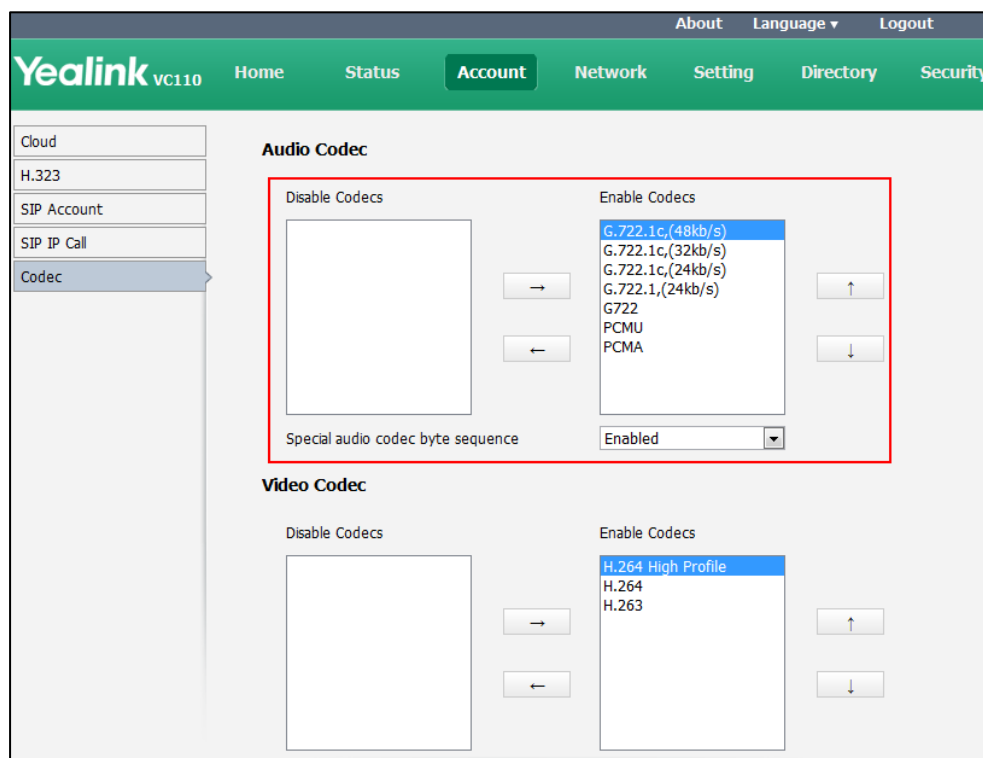 About Language ▾ Logout
Yealink VC110 Home Status Account Network Setting Directory Security
Cloud
H.323
SIP Account
SIP IP Call
Codec
Audio Codec
Disable Codecs
Enable Codecs
G.722.1c,(48kb/s)
G.722.1c,(32kb/s)
G.722.1c,(24kb/s)
G.722.1,(24kb/s)
G722
PCMU
PCMA
→
←
↑
↓
Special audio codec byte sequence Enabled
Video Codec
Disable Codecs
Enable Codecs
H.264 High Profile
H.264
H.263
→
←
↑
↓